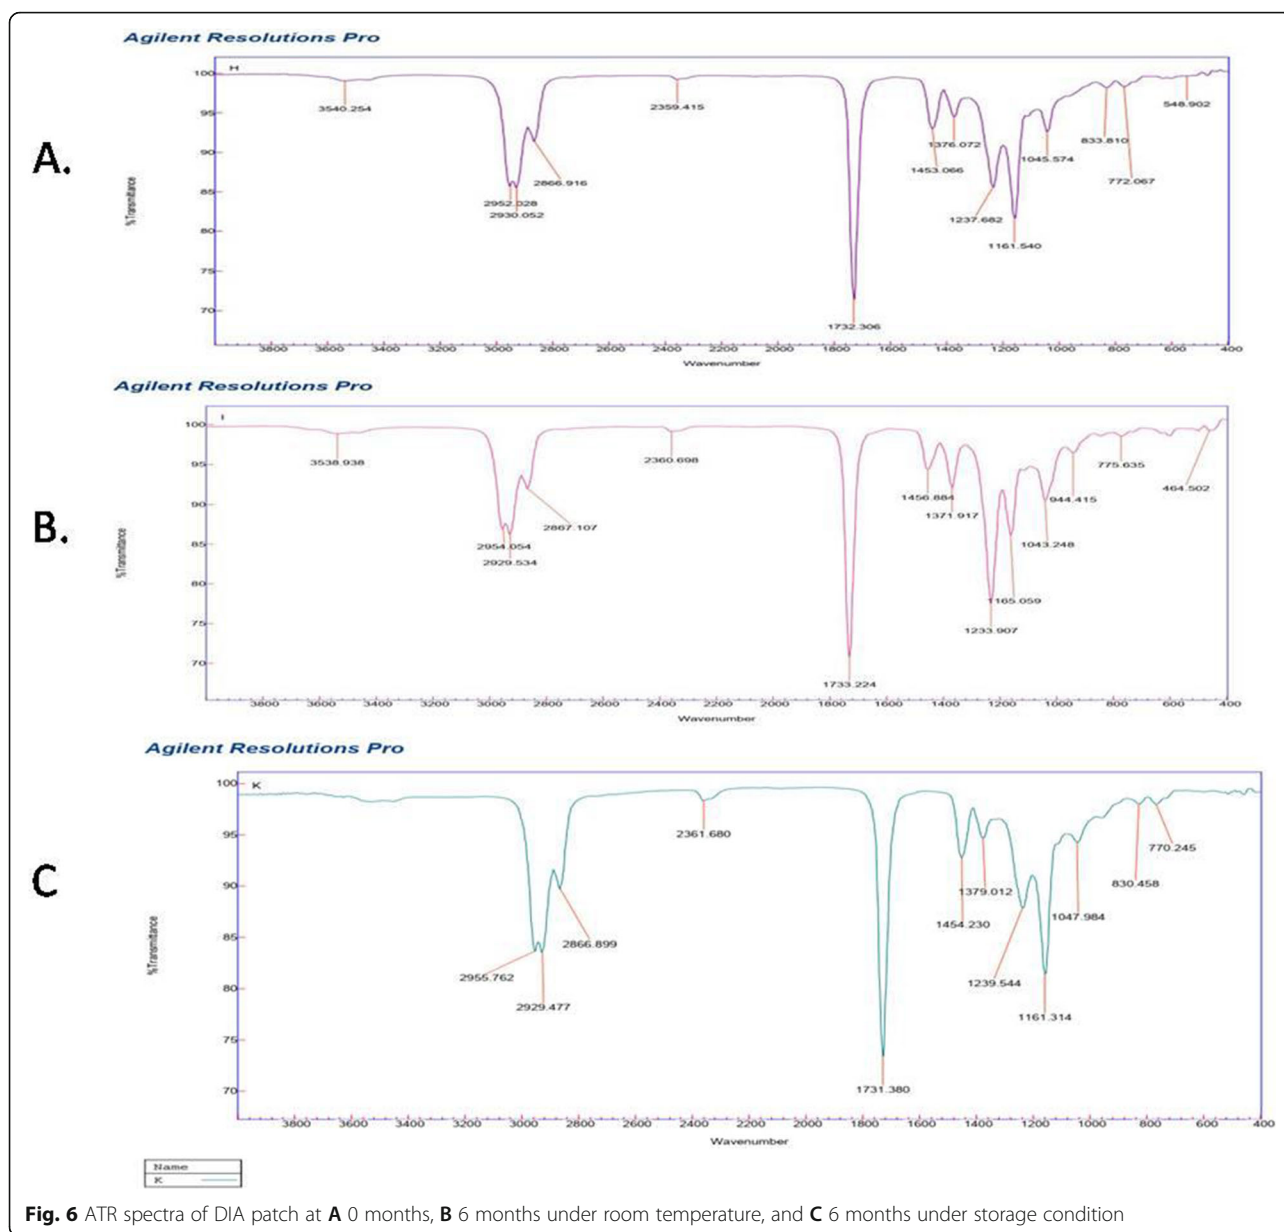 Agilent Resolutions Pro
A.
H
100
95
90
85
80
75
70
%Transmittance
3540.254
2952.028
2930.052
2866.916
2359.415
1732.306
1453.066
1376.072
1237.682
1161.540
1045.574
833.810
772.067
548.902
3800 3600 3400 3200 3000 2800 2600 2400 2200 2000 1800 1600 1400 1200 1000 800 600 400
Wavenumber
Agilent Resolutions Pro
B.
I
100
95
90
85
80
75
70
%Transmittance
3538.938
2954.054
2929.534
2867.107
2360.698
1733.224
1456.884
1371.917
1233.907
1165.059
1043.248
944.415
775.635
464.502
3800 3600 3400 3200 3000 2800 2600 2400 2200 2000 1800 1600 1400 1200 1000 800 600 400
Wavenumber
Agilent Resolutions Pro
C
K
100
95
90
85
80
75
70
%Transmittance
2955.762
2929.477
2866.899
2361.680
1731.380
1454.230
1379.012
1239.544
1161.314
1047.984
830.458
770.245
3800 3600 3400 3200 3000 2800 2600 2400 2200 2000 1800 1600 1400 1200 1000 800 600 400
Wavenumber
Name
K
Fig. 6 ATR spectra of DIA patch at A 0 months, B 6 months under room temperature, and C 6 months under storage condition